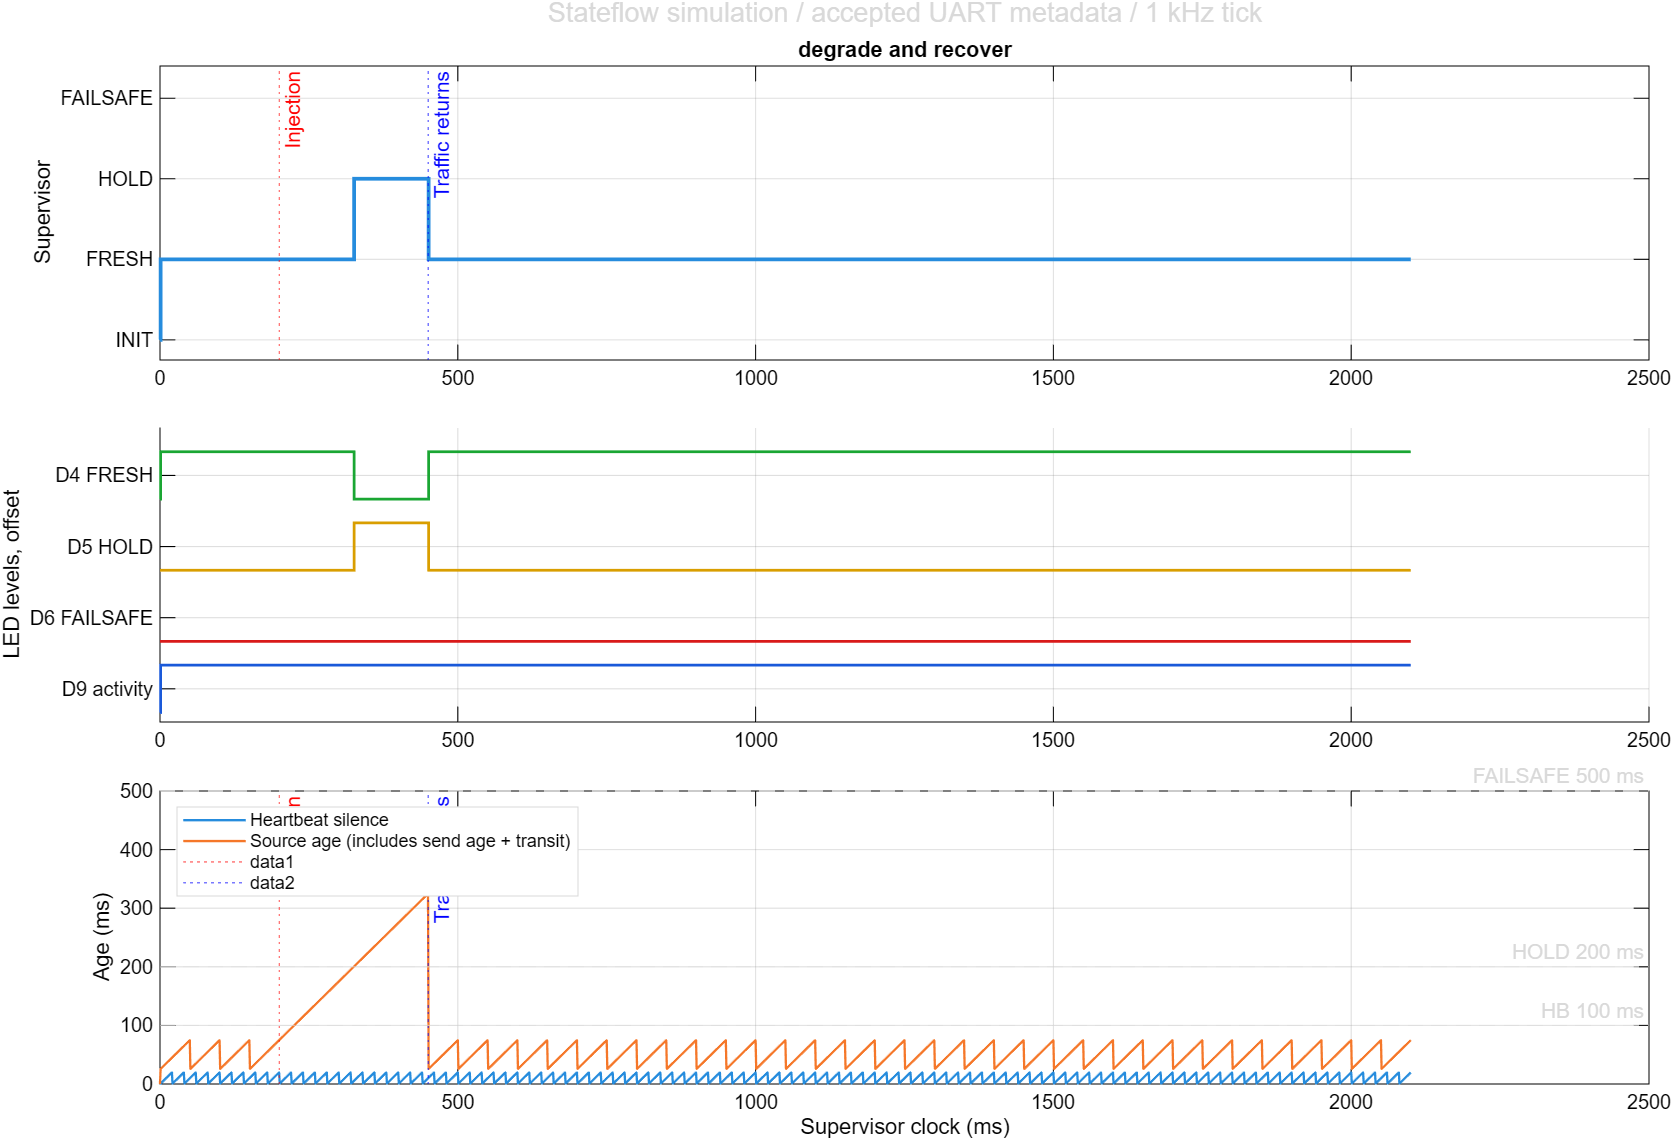 Stateflow simulation / accepted UART metadata / 1 kHz tick
degrade and recover
Supervisor
FAILSAFE
HOLD
FRESH
INIT
Injection
Traffic returns
0 500 1000 1500 2000 2500
LED levels, offset
D4 FRESH
D5 HOLD
D6 FAILSAFE
D9 activity
0 500 1000 1500 2000 2500
FAILSAFE 500 ms
HOLD 200 ms
HB 100 ms
Age (ms)
500
400
300
200
100
0
n
s
Tra
Heartbeat silence
Source age (includes send age + transit)
data1
data2
0 500 1000 1500 2000 2500
Supervisor clock (ms)